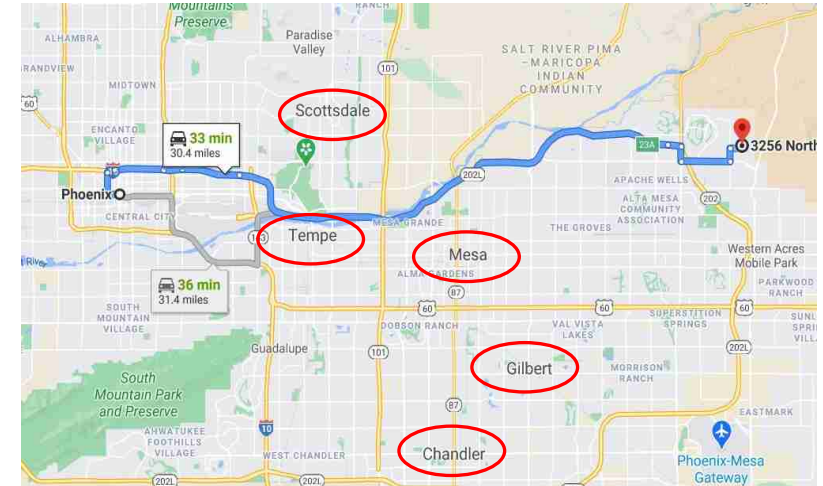 Mountains
Preserve
RANCH
ALHAMBRA
Paradise
Valley
SALT RIVER PIMA
–MARICOPA
INDIAN
COMMUNITY
101
MIDTOWN
60
Scottsdale
ENCANTO
VILLAGE
33 min
30.4 miles
23A
3256 North
202L
APACHE WELLS
Phoenix
ALTA MESA
COMMUNITY
ASSOCIATION
202
CENTRAL CITY
MESA GRANDE
THE GROVES
Tempe
Mesa
Western Acres
Mobile Park
River
ALMA GARDENS
36 min
31.4 miles
87
PARKWOOD
RANCH
SOUTH
MOUNTAIN
VILLAGE
60
60
SUPERSTITION
SPRINGS
60
DOBSON RANCH
VAL VISTA
LAKES
Guadalupe
101
202L
Gilbert
MORRISON
RANCH
South
Mountain Park
and Preserve
87
EASTMARK
AHWATUKEE
FOOTHILLS
VILLAGE
10
WEST CHANDLER
Chandler
Phoenix-Mesa
Gateway
202L
202L